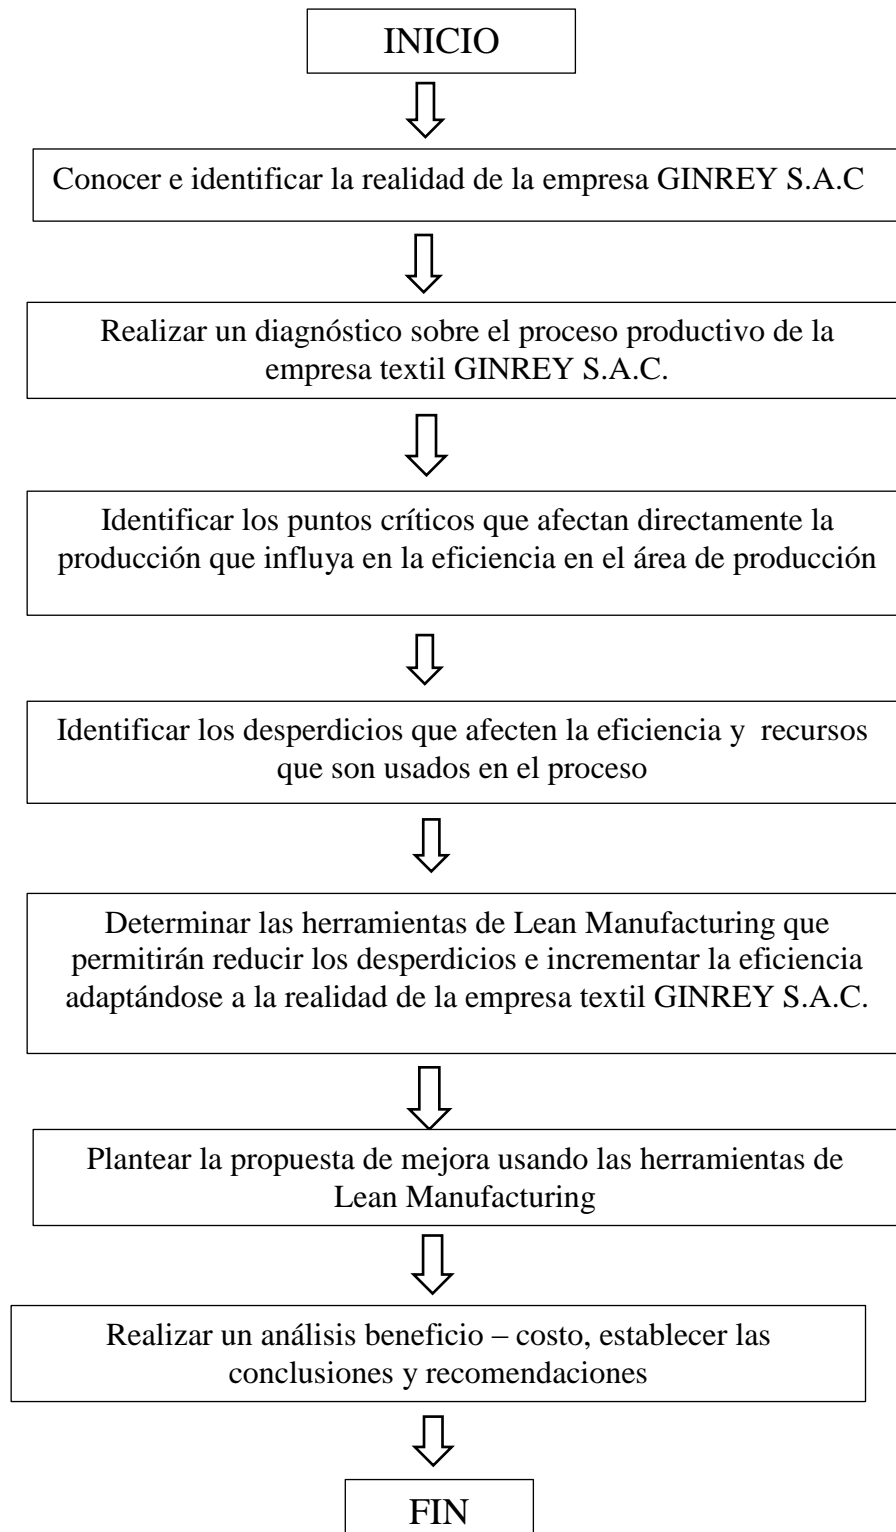 INICIO
Conocer e identificar la realidad de la empresa GINREY S.A.C
Realizar un diagnóstico sobre el proceso productivo de la
empresa textil GINREY S.A.C.
Identificar los puntos críticos que afectan directamente la
producción que influya en la eficiencia en el área de producción
Identificar los desperdicios que afecten la eficiencia y  recursos
que son usados en el proceso
Determinar las herramientas de Lean Manufacturing que
permitirán reducir los desperdicios e incrementar la eficiencia
adaptándose a la realidad de la empresa textil GINREY S.A.C.
Plantear la propuesta de mejora usando las herramientas de
Lean Manufacturing
Realizar un análisis beneficio – costo, establecer las
conclusiones y recomendaciones
FIN